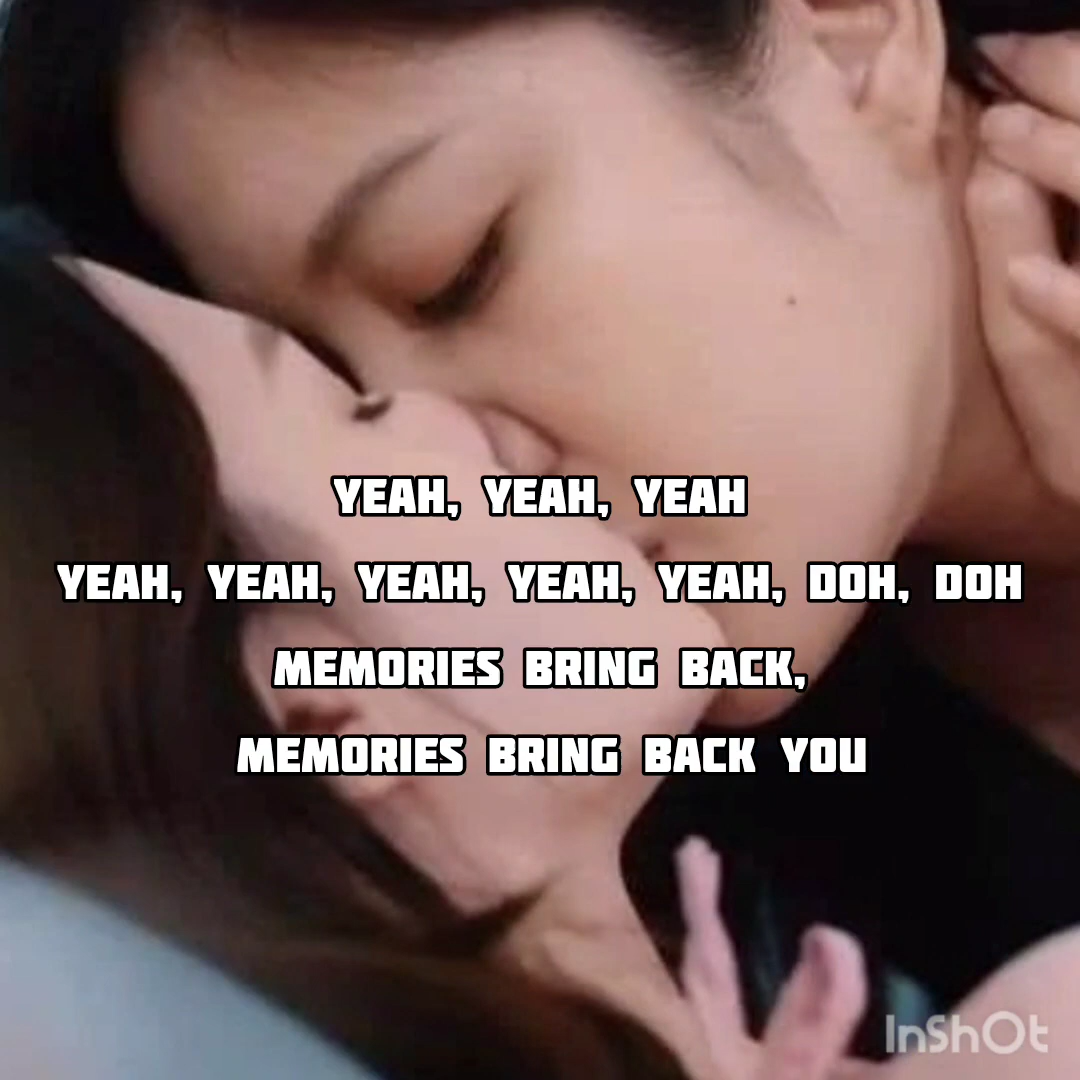 YEAH, YEAH, YEAH
YEAH, YEAH, YEAH, YEAH, YEAH, DOH, DOH
MEMORIES BRING BACK,
MEMORIES BRING BACK YOU
InShOt